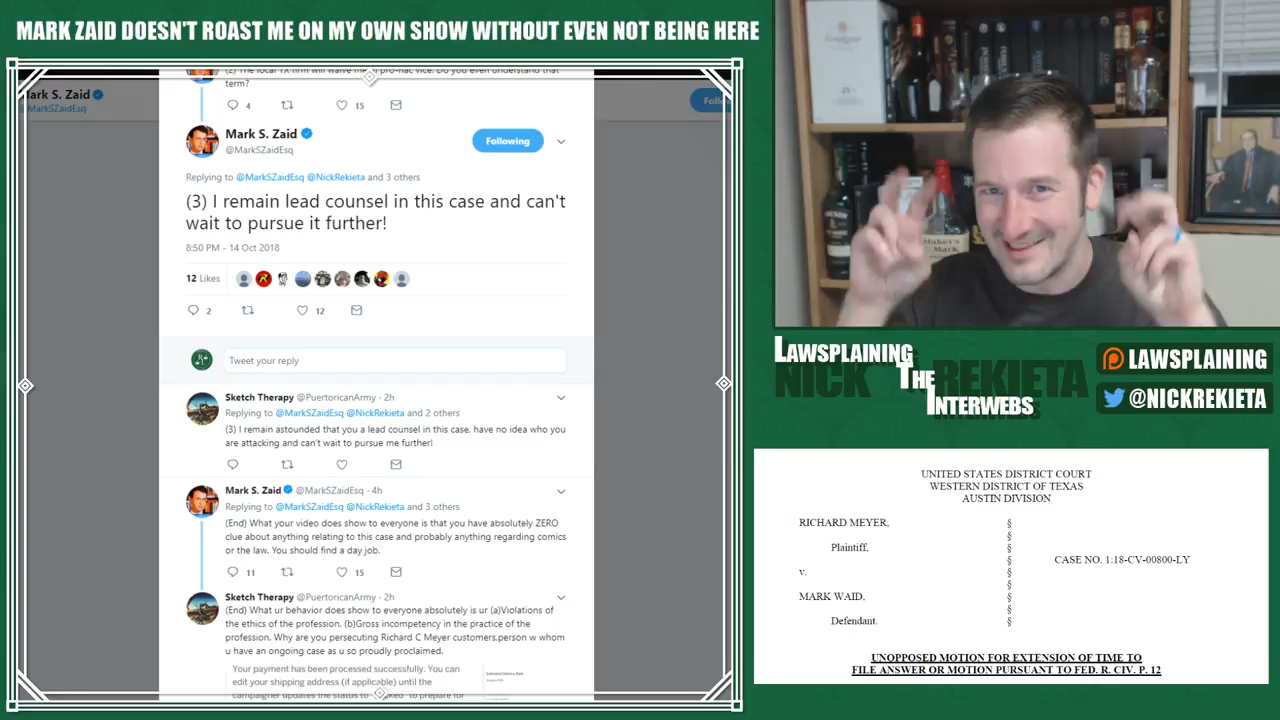 MARK ZAID DOESN'T ROAST ME ON MY OWN SHOW WITHOUT EVEN NOT BEING HERE
Mark S. Zaid
@MarkSZaidEsq
term?
4
15
Mark S. Zaid
@MarkSZaidEsq
Following
Replying to @MarkSZaidEsq @NickRekieta and 3 others
(3) I remain lead counsel in this case and can't
wait to pursue it further!
8:50 PM - 14 Oct 2018
12 Likes
2
12
Tweet your reply
Sketch Therapy @PuertoricanArmy · 2h
Replying to @MarkSZaidEsq @NickRekieta and 2 others
(3) I remain astounded that you a lead counsel in this case, have no idea who you
are attacking and can't wait to pursue me further!
Mark S. Zaid @MarkSZaidEsq · 4h
Replying to @MarkSZaidEsq @NickRekieta and 3 others
(End) What your video does show to everyone is that you have absolutely ZERO
clue about anything relating to this case and probably anything regarding comics
or the law. You should find a day job.
11
15
Sketch Therapy @PuertoricanArmy · 2h
(End) What ur behavior does show to everyone absolutely is ur (a)Violations of
the ethics of the profession. (b)Gross incompetency in the practice of the
profession. Why are you persecuting Richard C Meyer customers,person w whom
u have an ongoing case as u so proudly proclaimed.
Your payment has been processed successfully. You can
edit your shipping address (if applicable) until the
Maker's
Mark
LAWSPLAINING
THE
INTERWEBS
NICK REKIETA
LAWSPLAINING
@NICKREKIETA
UNITED STATES DISTRICT COURT
WESTERN DISTRICT OF TEXAS
AUSTIN DIVISION
RICHARD MEYER, §
§
Plaintiff, §
§ CASE NO. 1:18-CV-00800-LY
v. §
§
MARK WAID, §
§
Defendant. §
UNOPPOSED MOTION FOR EXTENSION OF TIME TO
FILE ANSWER OR MOTION PURSUANT TO FED. R. CIV. P. 12